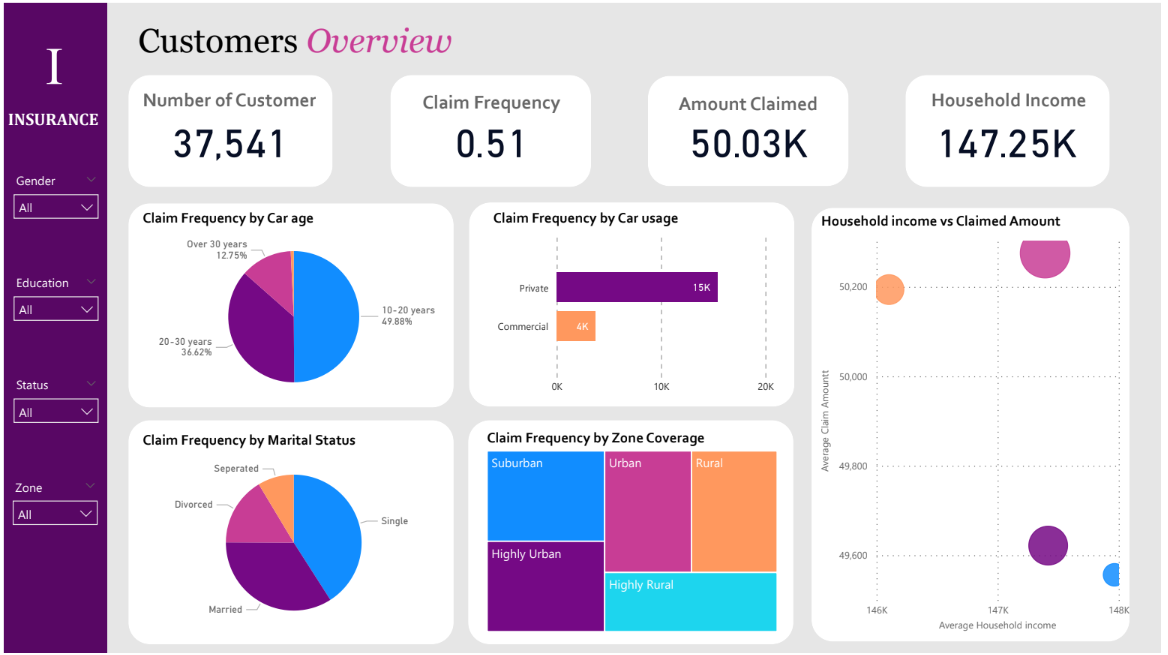 I
INSURANCE
Gender
All
Education
All
Status
All
Zone
All
Customers Overview
Number of Customer
37,541
Claim Frequency
0.51
Amount Claimed
50.03K
Household Income
147.25K
Claim Frequency by Car age
Over 30 years
12.75%
10-20 years
49.88%
20-30 years
36.62%
Claim Frequency by Car usage
Private
15K
Commercial
4K
0K
10K
20K
Household income vs Claimed Amount
50,200
50,000
49,800
49,600
Average Claim Amountt
146K
147K
148K
Average Household income
Claim Frequency by Marital Status
Seperated
Divorced
Single
Married
Claim Frequency by Zone Coverage
Suburban
Urban
Rural
Highly Urban
Highly Rural